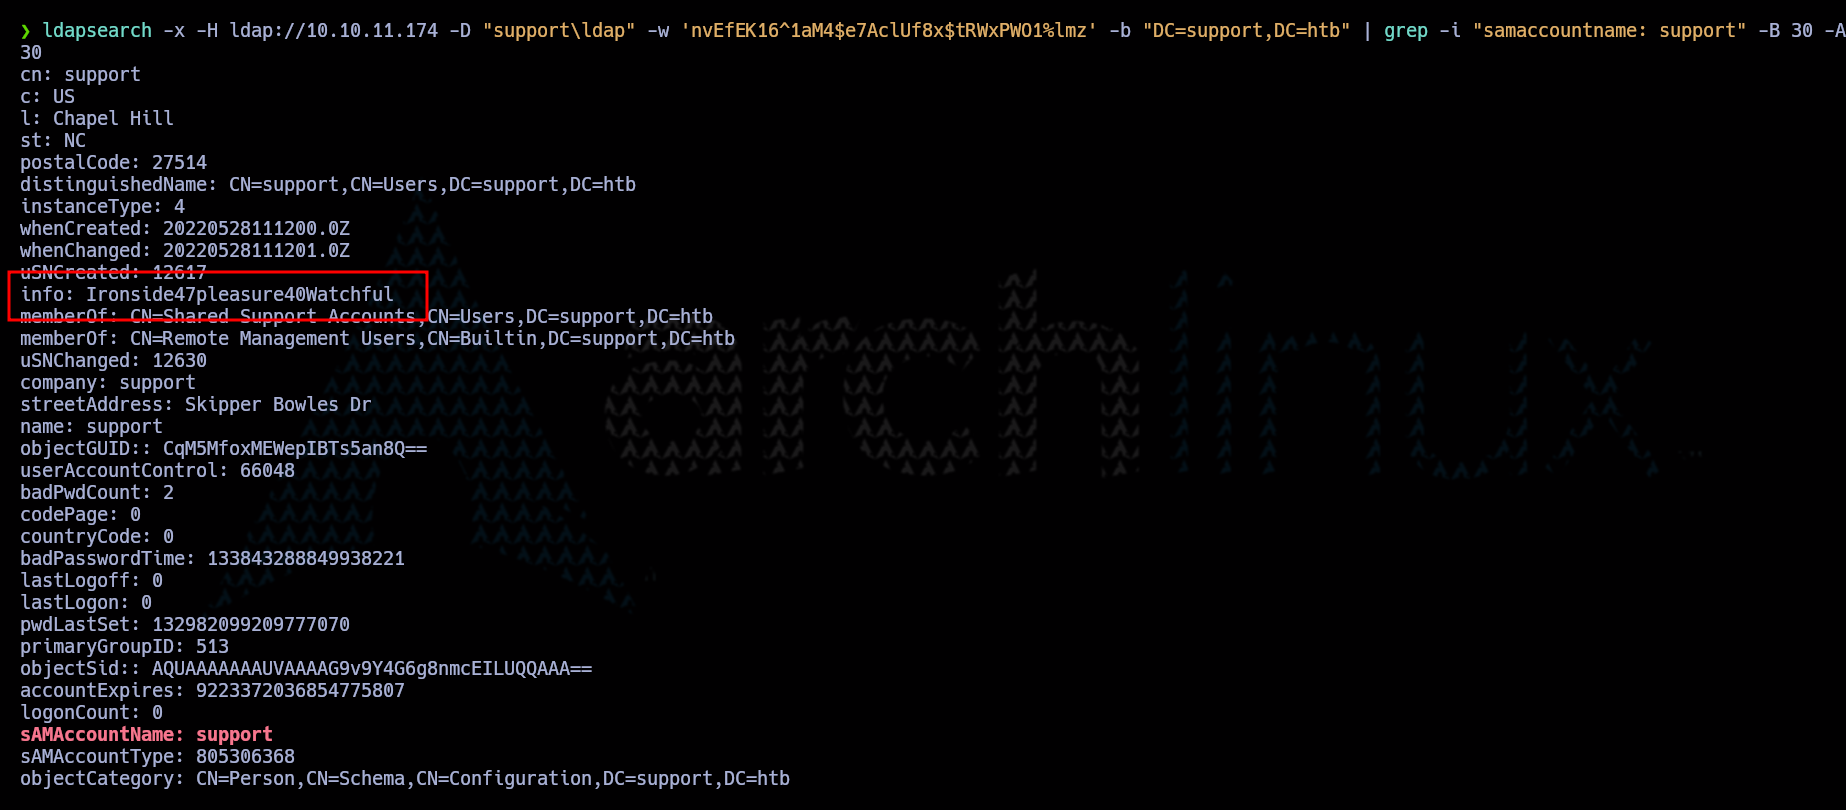 ❯ ldapsearch -x -H ldap://10.10.11.174 -D "support\ldap" -w 'nvEfEK16^1aM4$e7AclUf8x$tRWxPWO1%lmz' -b "DC=support,DC=htb" | grep -i "samaccountname: support" -B 30 -A
30
cn: support
c: US
l: Chapel Hill
st: NC
postalCode: 27514
distinguishedName: CN=support,CN=Users,DC=support,DC=htb
instanceType: 4
whenCreated: 20220528111200.0Z
whenChanged: 20220528111201.0Z
uSNCreated: 12617
info: Ironside47pleasure40Watchful
memberOf: CN=Shared Support Accounts,CN=Users,DC=support,DC=htb
memberOf: CN=Remote Management Users,CN=Builtin,DC=support,DC=htb
uSNChanged: 12630
company: support
streetAddress: Skipper Bowles Dr
name: support
objectGUID:: CqM5MfoxMEWepIBTs5an8Q==
userAccountControl: 66048
badPwdCount: 2
codePage: 0
countryCode: 0
badPasswordTime: 133843288849938221
lastLogoff: 0
lastLogon: 0
pwdLastSet: 132982099209777070
primaryGroupID: 513
objectSid:: AQUAAAAAAAUVAAAAG9v9Y4G6g8nmcEILUQQAAA==
accountExpires: 9223372036854775807
logonCount: 0
sAMAccountName: support
sAMAccountType: 805306368
objectCategory: CN=Person,CN=Schema,CN=Configuration,DC=support,DC=htb
archlinux